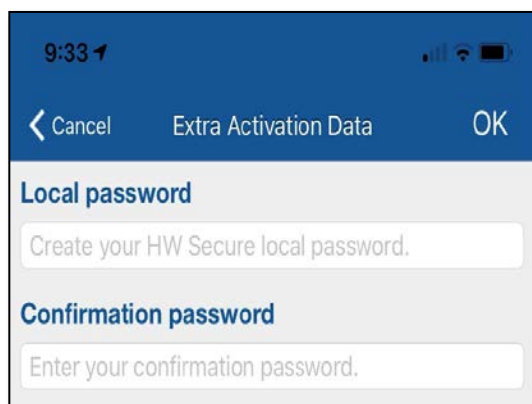 9:33
Cancel Extra Activation Data OK
Local password
Create your HW Secure local password.
Confirmation password
Enter your confirmation password.